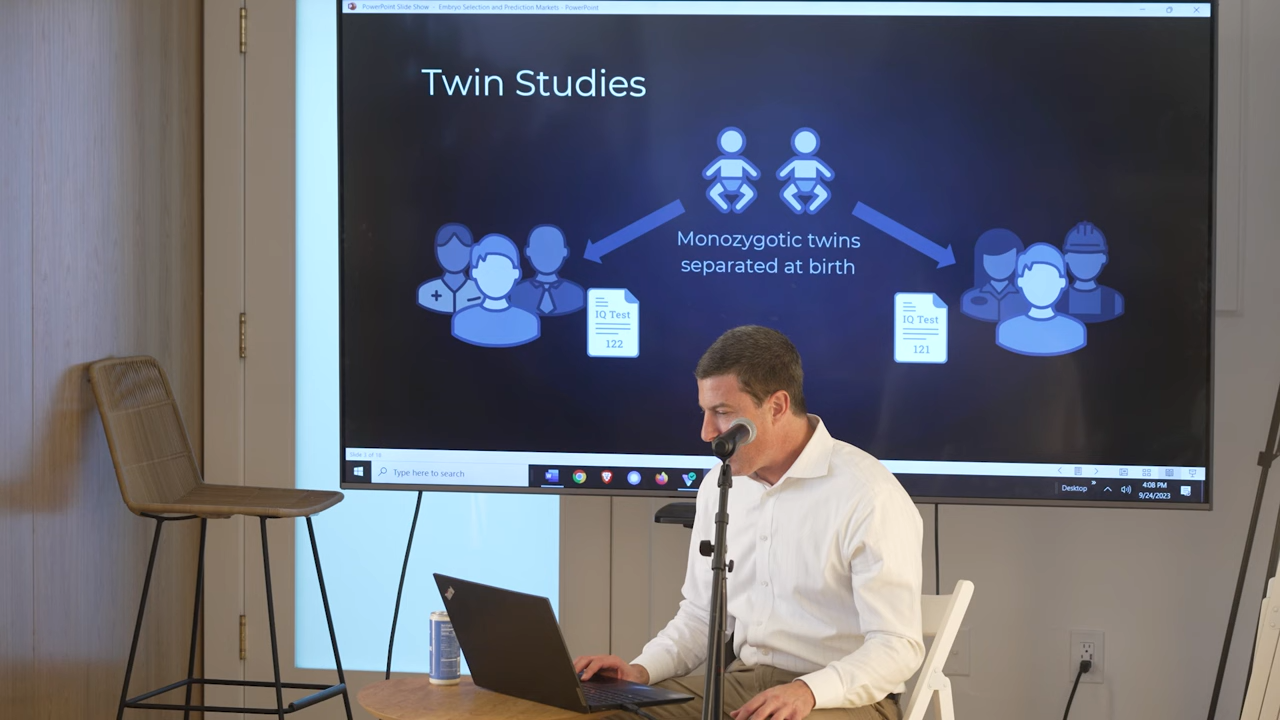 PowerPoint Slide Show - Embryo Selection and Prediction Markets - PowerPoint
Twin Studies
Monozygotic twins
separated at birth
IQ Test
122
IQ Test
121
Type here to search
Desktop
4:08 PM
9/24/2023